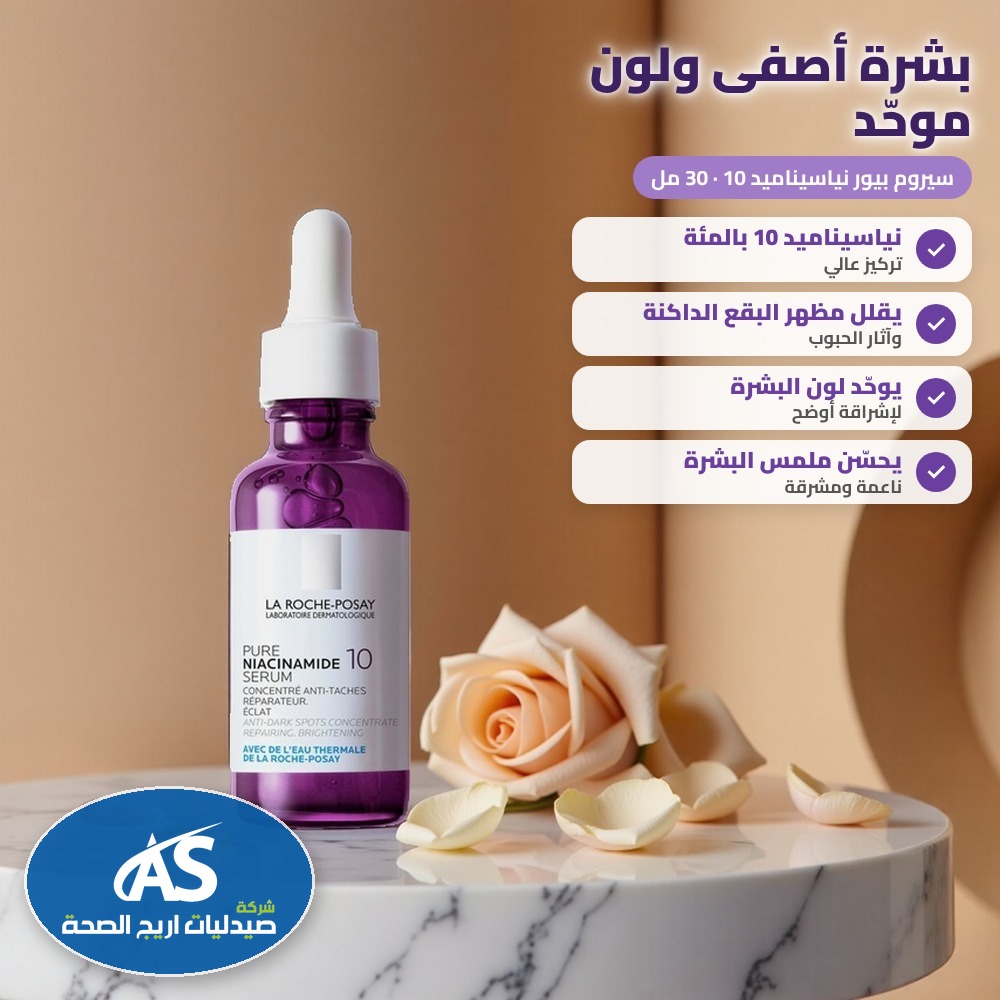 بشرة أصفى ولون
موحّد
سيروم بيور نياسيناميد 10 · 30 مل
نياسيناميد 10 بالمئة
تركيز عالي
يقلل مظهر البقع الداكنة
وآثار الحبوب
يوحّد لون البشرة
لإشراقة أوضح
يحسّن ملمس البشرة
ناعمة ومشرقة
LA ROCHE-POSAY
LABORATOIRE DERMATOLOGIQUE
PURE
NIACINAMIDE 10
SERUM
CONCENTRÉ ANTI-TACHES
RÉPARATEUR.
ÉCLAT
ANTI-DARK SPOTS CONCENTRATE
REPAIRING. BRIGHTENING
AVEC DE L'EAU THERMALE
DE LA ROCHE-POSAY
AS
شركة
صيدليات اريج الصحة